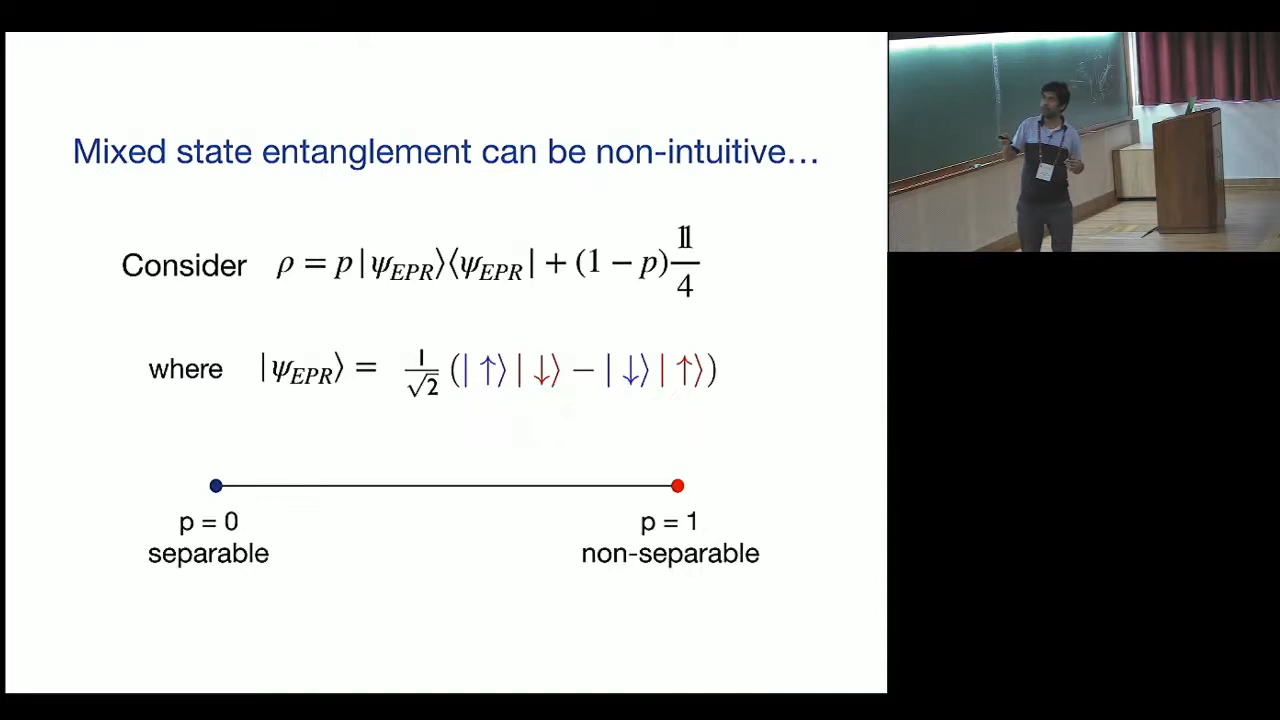 Mixed state entanglement can be non-intuitive…
Consider ρ = p|ψ_EPR⟩⟨ψ_EPR| + (1 − p) 𝟙/4
where |ψ_EPR⟩ = 1/√2 (|↑⟩|↓⟩ − |↓⟩|↑⟩)
p = 0
separable
p = 1
non-separable